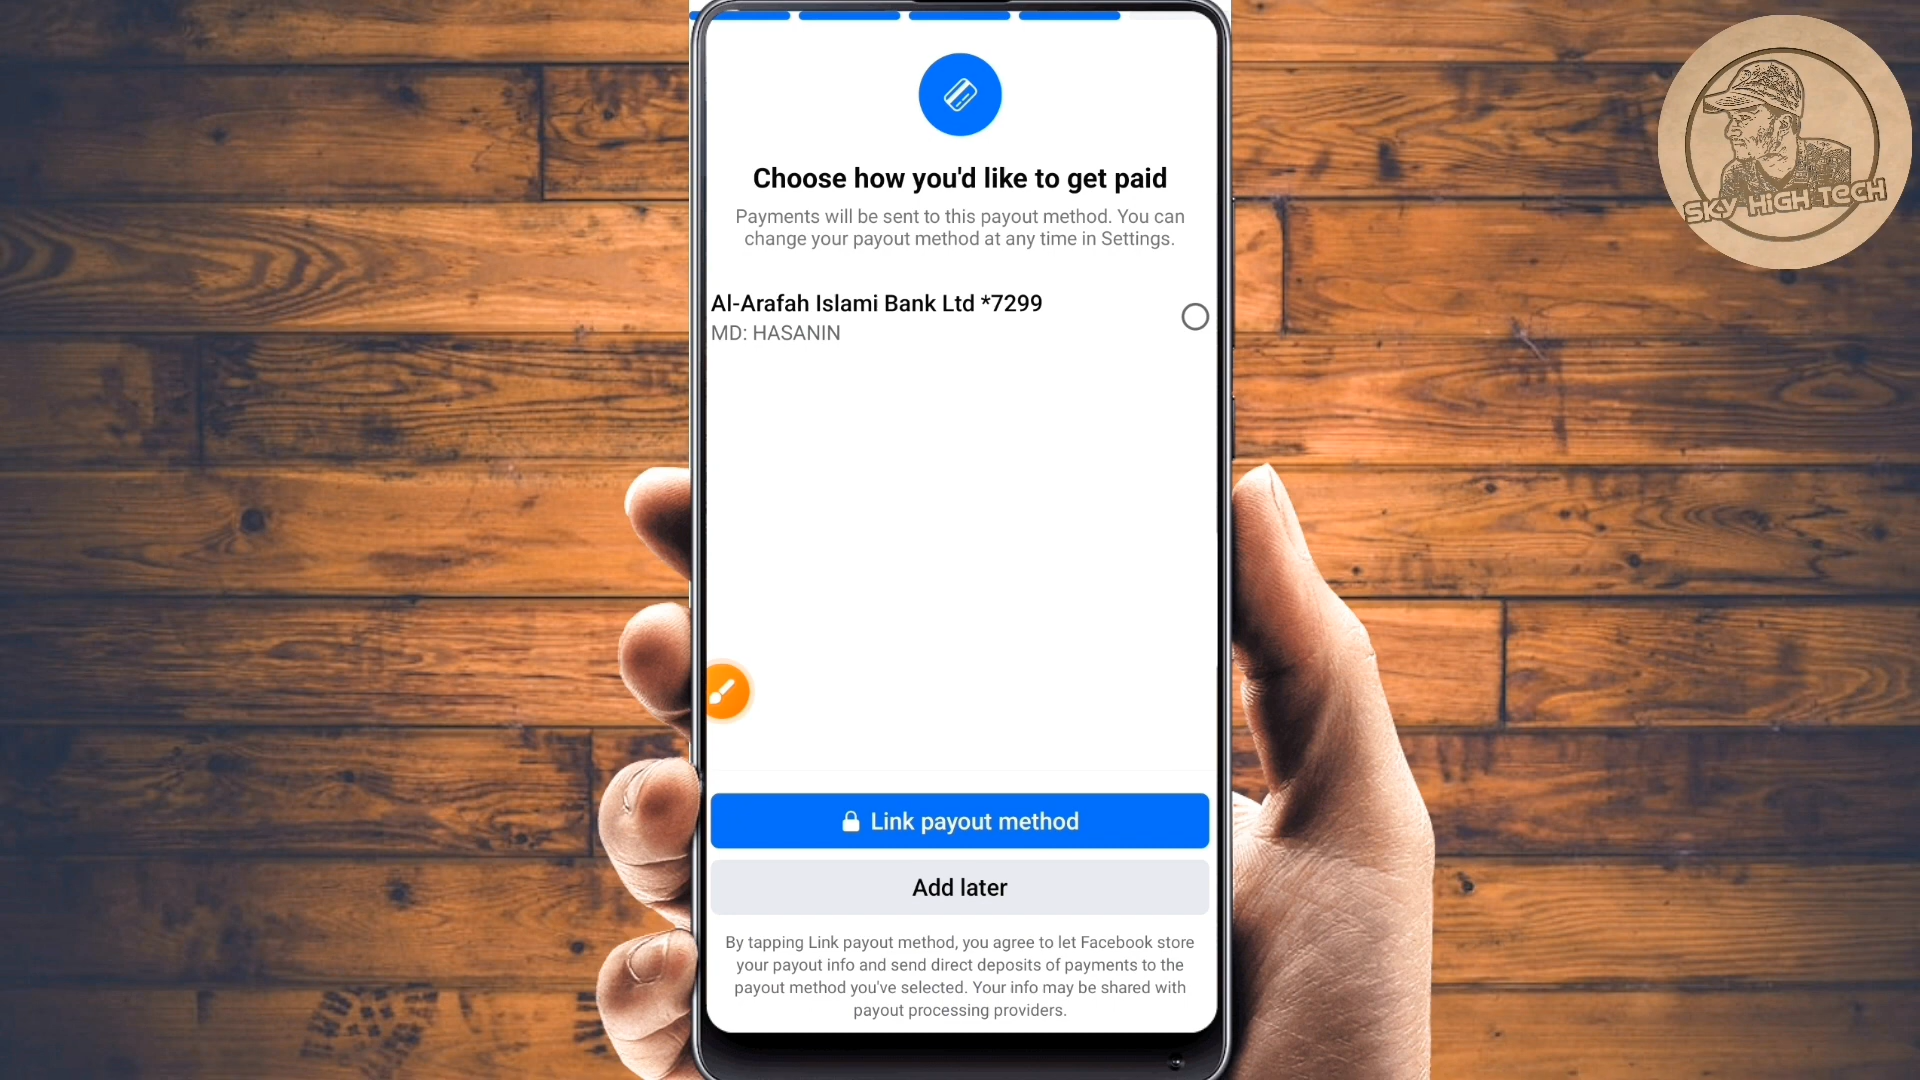 SKY HIGH TECH
Choose how you'd like to get paid
Payments will be sent to this payout method. You can
change your payout method at any time in Settings.
Al-Arafah Islami Bank Ltd *7299
MD: HASANIN
Link payout method
Add later
By tapping Link payout method, you agree to let Facebook store
your payout info and send direct deposits of payments to the
payout method you've selected. Your info may be shared with
payout processing providers.